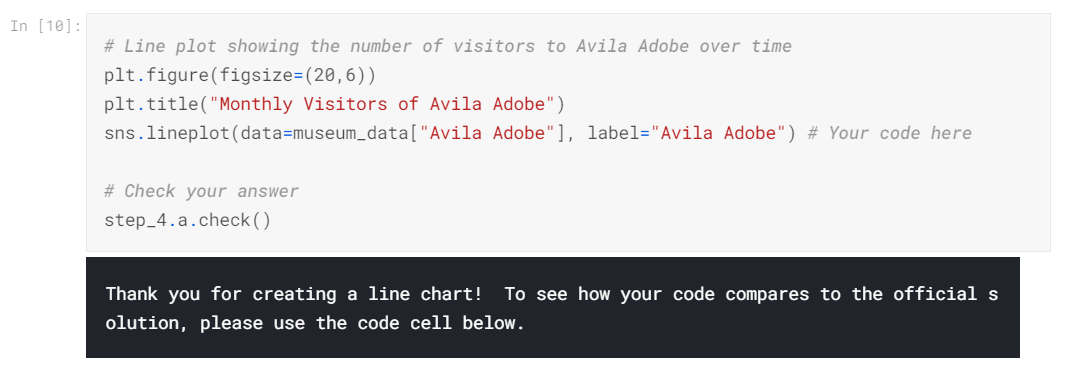 In [10]:
# Line plot showing the number of visitors to Avila Adobe over time
plt.figure(figsize=(20,6))
plt.title("Monthly Visitors of Avila Adobe")
sns.lineplot(data=museum_data["Avila Adobe"], label="Avila Adobe") # Your code here
# Check your answer
step_4.a.check()
Thank you for creating a line chart!  To see how your code compares to the official s
olution, please use the code cell below.